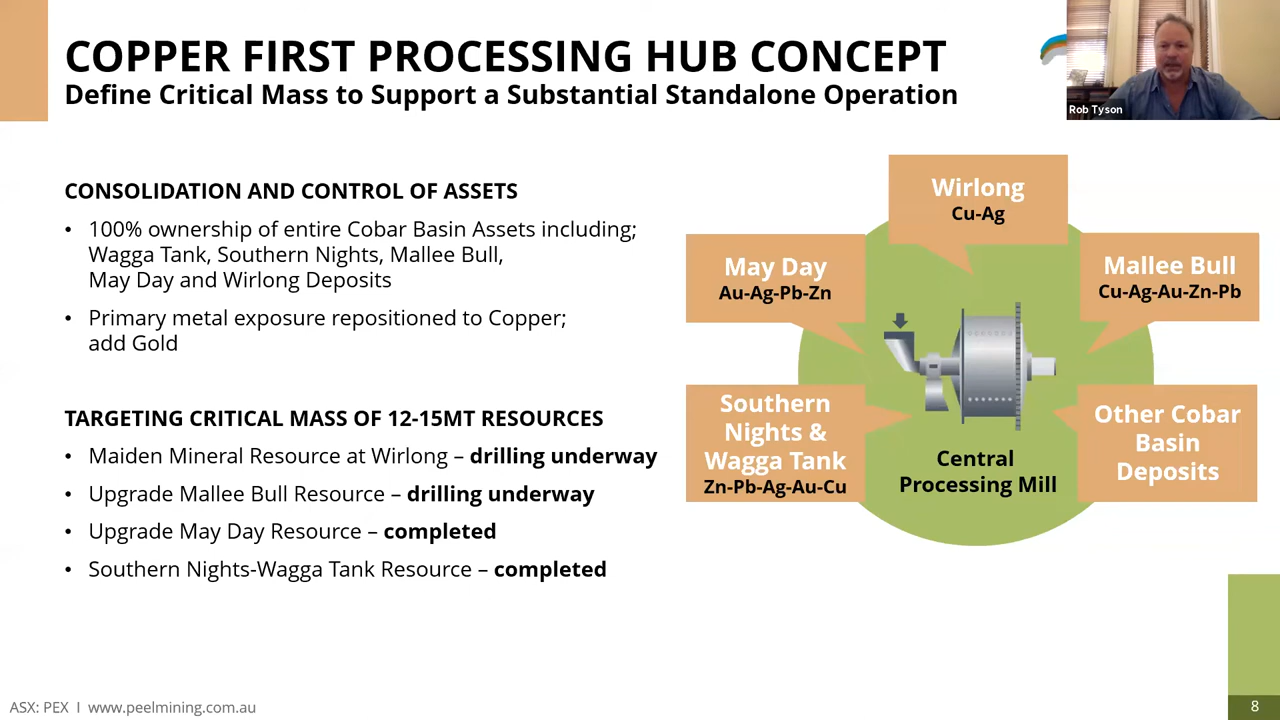 COPPER FIRST PROCESSING HUB CONCEPT
Define Critical Mass to Support a Substantial Standalone Operation
Rob Tyson
CONSOLIDATION AND CONTROL OF ASSETS
• 100% ownership of entire Cobar Basin Assets including;
Wagga Tank, Southern Nights, Mallee Bull,
May Day and Wirlong Deposits
• Primary metal exposure repositioned to Copper;
add Gold
TARGETING CRITICAL MASS OF 12-15MT RESOURCES
• Maiden Mineral Resource at Wirlong – drilling underway
• Upgrade Mallee Bull Resource – drilling underway
• Upgrade May Day Resource – completed
• Southern Nights-Wagga Tank Resource – completed
Wirlong
Cu-Ag
May Day
Au-Ag-Pb-Zn
Mallee Bull
Cu-Ag-Au-Zn-Pb
Southern
Nights &
Wagga Tank
Zn-Pb-Ag-Au-Cu
Other Cobar
Basin
Deposits
Central
Processing Mill
ASX: PEX I www.peelmining.com.au
8